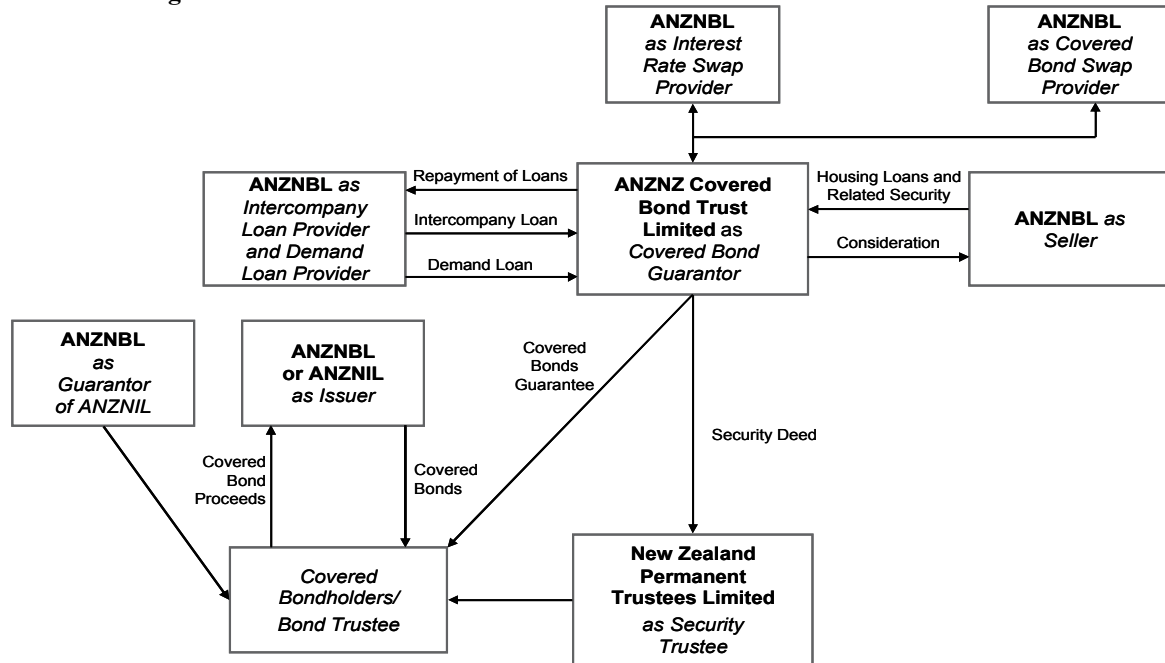 ANZNBL
as Interest
Rate Swap
Provider
ANZNBL
as Covered
Bond Swap
Provider
ANZNBL as
Intercompany
Loan Provider
and Demand
Loan Provider
Repayment of Loans
Intercompany Loan
Demand Loan
ANZNZ Covered
Bond Trust
Limited as
Covered Bond
Guarantor
Housing Loans and
Related Security
Consideration
ANZNBL as
Seller
ANZNBL
as
Guarantor
of ANZNIL
ANZNBL
or ANZNIL
as Issuer
Covered
Bonds
Guarantee
Security Deed
Covered
Bond
Proceeds
Covered
Bonds
Covered
Bondholders/
Bond Trustee
New Zealand
Permanent
Trustees Limited
as Security
Trustee